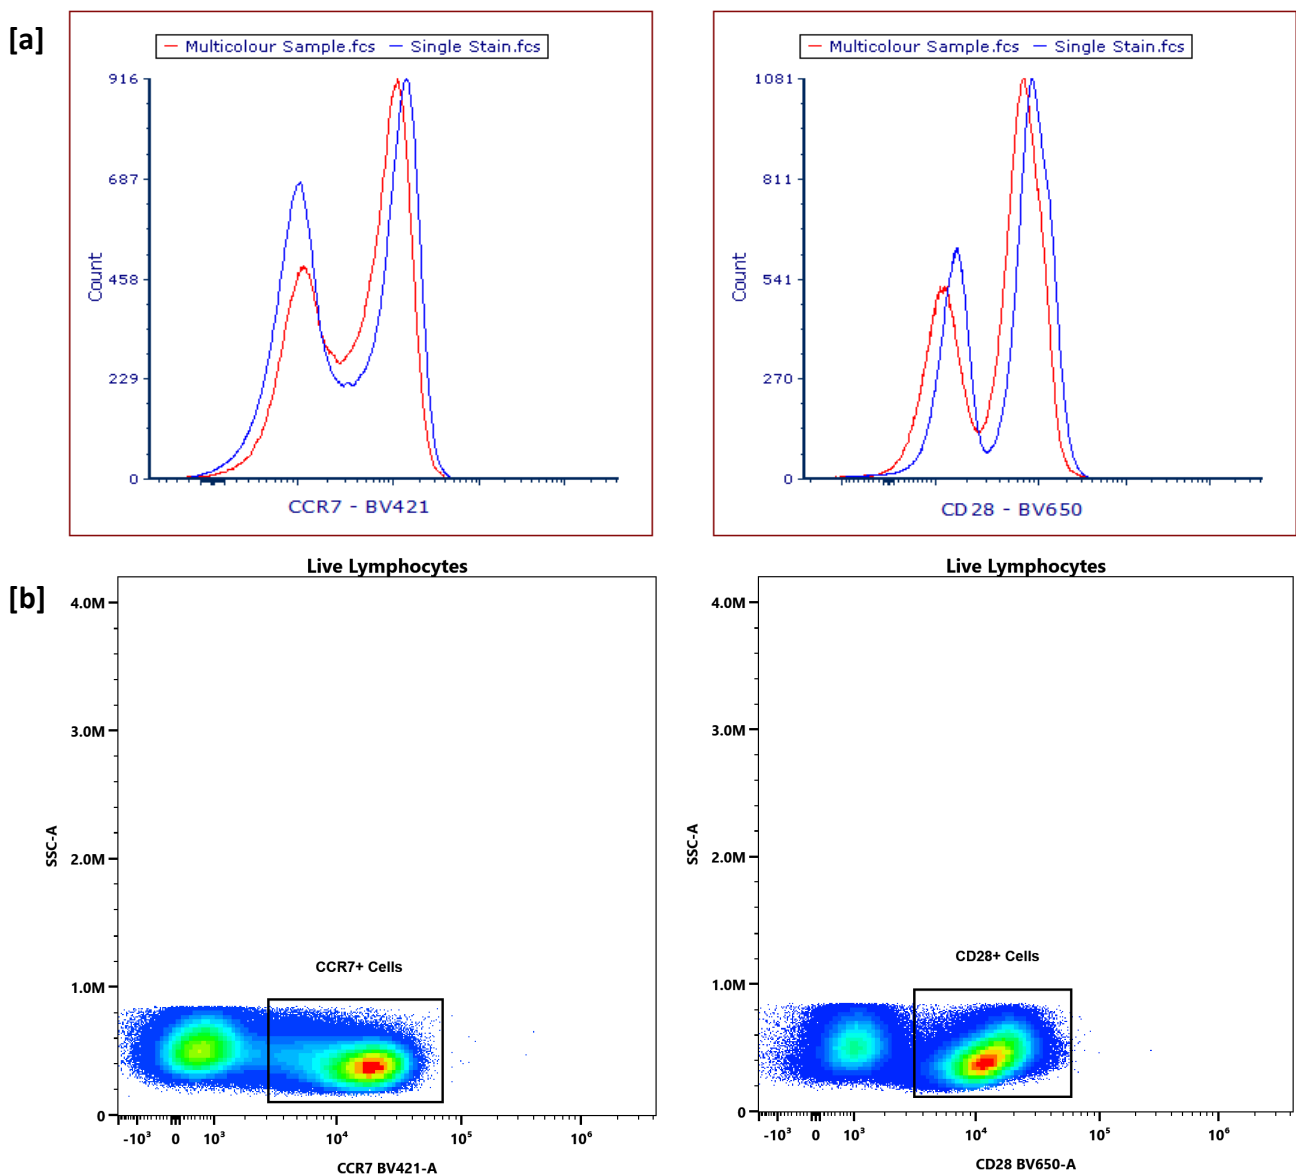 [a]
Multicolour Sample.fcs Single Stain.fcs
916
687
458
229
0
Count
CCR7 - BV421
Multicolour Sample.fcs Single Stain.fcs
1081
811
541
270
0
Count
CD28 - BV650
[b]
Live Lymphocytes
4.0M
3.0M
2.0M
1.0M
0
SSC-A
CCR7+ Cells
-10³ 0 10³ 10⁴ 10⁵ 10⁶
CCR7 BV421-A
Live Lymphocytes
4.0M
3.0M
2.0M
1.0M
0
SSC-A
CD28+ Cells
-10³ 0 10³ 10⁴ 10⁵ 10⁶
CD28 BV650-A